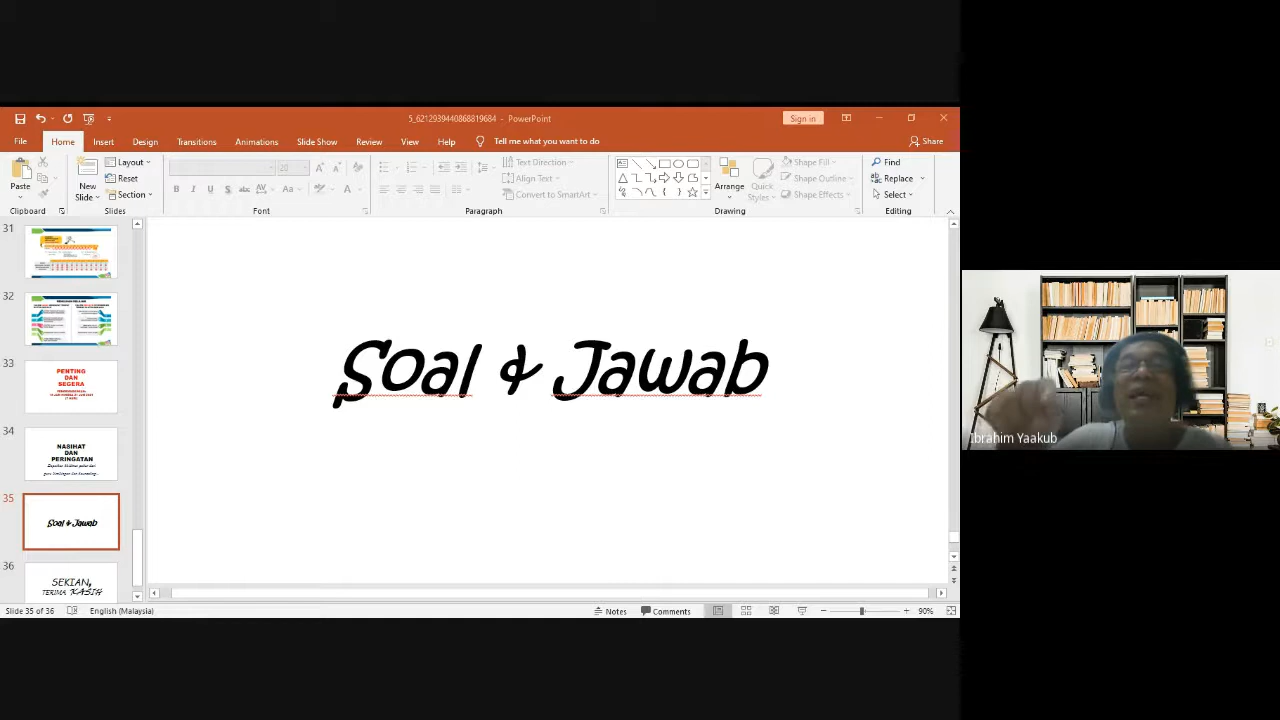 5_6212939440868819684 - PowerPoint
Sign in
File Home Insert Design Transitions Animations Slide Show Review View Help Tell me what you want to do Share
Paste
New Slide
Layout
Reset
Section
20
B I U S abc AV Aa A
Text Direction
Align Text
Convert to SmartArt
Arrange
Quick Styles
Shape Fill
Shape Outline
Shape Effects
Find
Replace
Select
Clipboard Slides Font Paragraph Drawing Editing
31
32
33
PENTING
DAN
SEGERA
34
NASIHAT
DAN
PERINGATAN
35
Soal & Jawab
36
SEKIAN,
TERIMA KASIH
Soal & Jawab
Ibrahim Yaakub
Slide 35 of 36 English (Malaysia) Notes Comments 90%